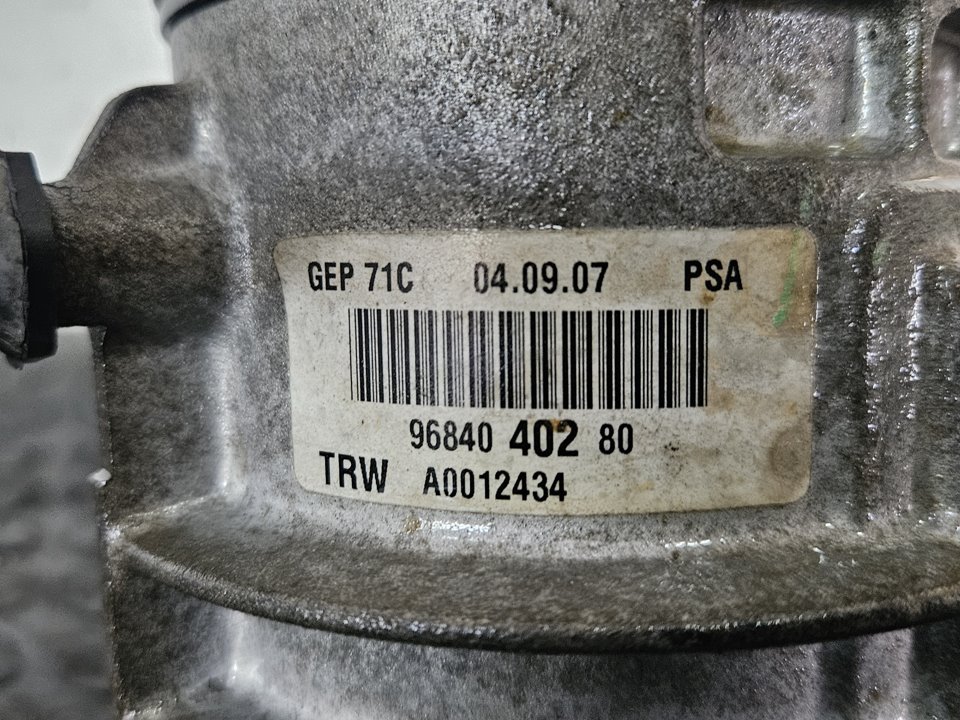 GEP 71C 04.09.07 PSA
96840 402 80
TRW A0012434